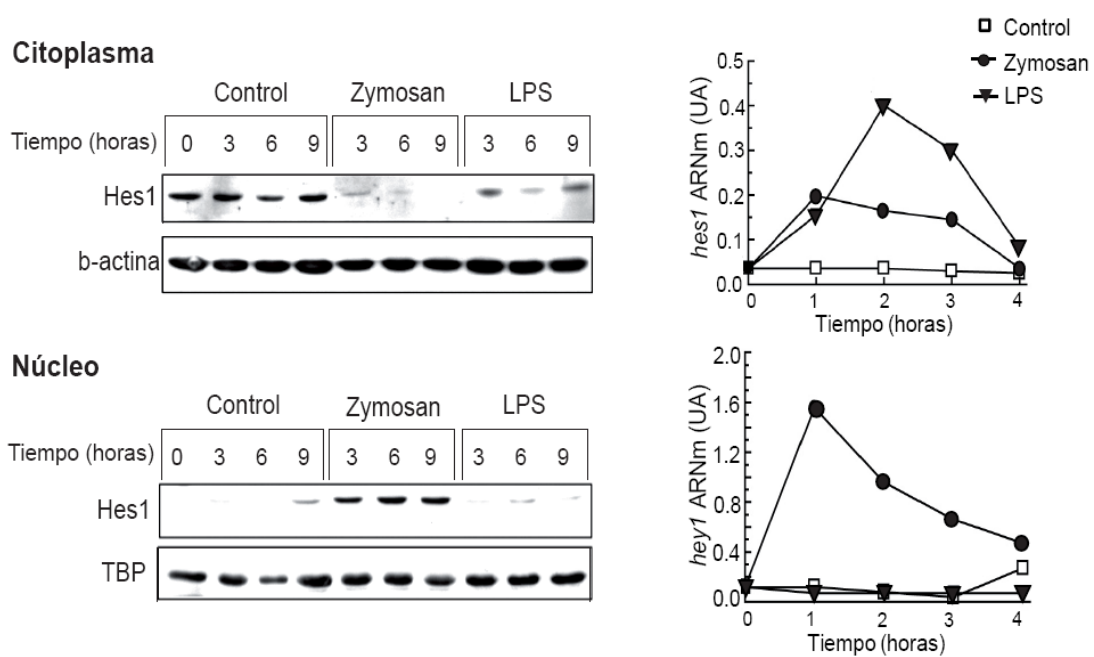 Citoplasma
Control Zymosan LPS
Tiempo (horas) 0 3 6 9 3 6 9 3 6 9
Hes1
b-actina
Núcleo
Control Zymosan LPS
Tiempo (horas) 0 3 6 9 3 6 9 3 6 9
Hes1
TBP
Control
Zymosan
LPS
hes1 ARNm (UA)
0.5
0.4
0.3
0.2
0.1
0.0
0 1 2 3 4
Tiempo (horas)
hey1 ARNm (UA)
2.0
1.6
1.2
0.8
0.4
0.0
0 1 2 3 4
Tiempo (horas)